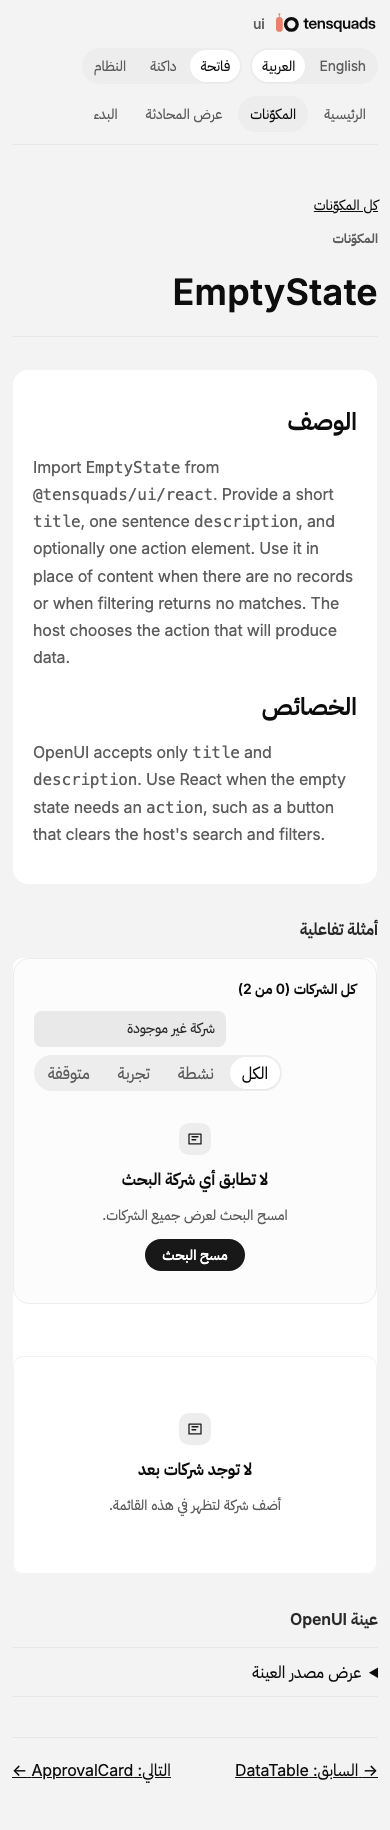 tensquads ui
English العربية فاتحة داكنة النظام
الرئيسية المكوّنات عرض المحادثة البدء
كل المكوّنات
المكوّنات
EmptyState
الوصف
Import EmptyState from
@tensquads/ui/react. Provide a short
title, one sentence description, and
optionally one action element. Use it in
place of content when there are no records
or when filtering returns no matches. The
host chooses the action that will produce
data.
الخصائص
OpenUI accepts only title and
description. Use React when the empty
state needs an action, such as a button
that clears the host's search and filters.
أمثلة تفاعلية
كل الشركات (0 من 2)
شركة غير موجودة
الكل نشطة تجربة متوقفة
لا تطابق أي شركة البحث
امسح البحث لعرض جميع الشركات.
مسح البحث
لا توجد شركات بعد
أضف شركة لتظهر في هذه القائمة.
عينة OpenUI
◀ عرض مصدر العينة
→ السابق: DataTable
التالي: ApprovalCard ←